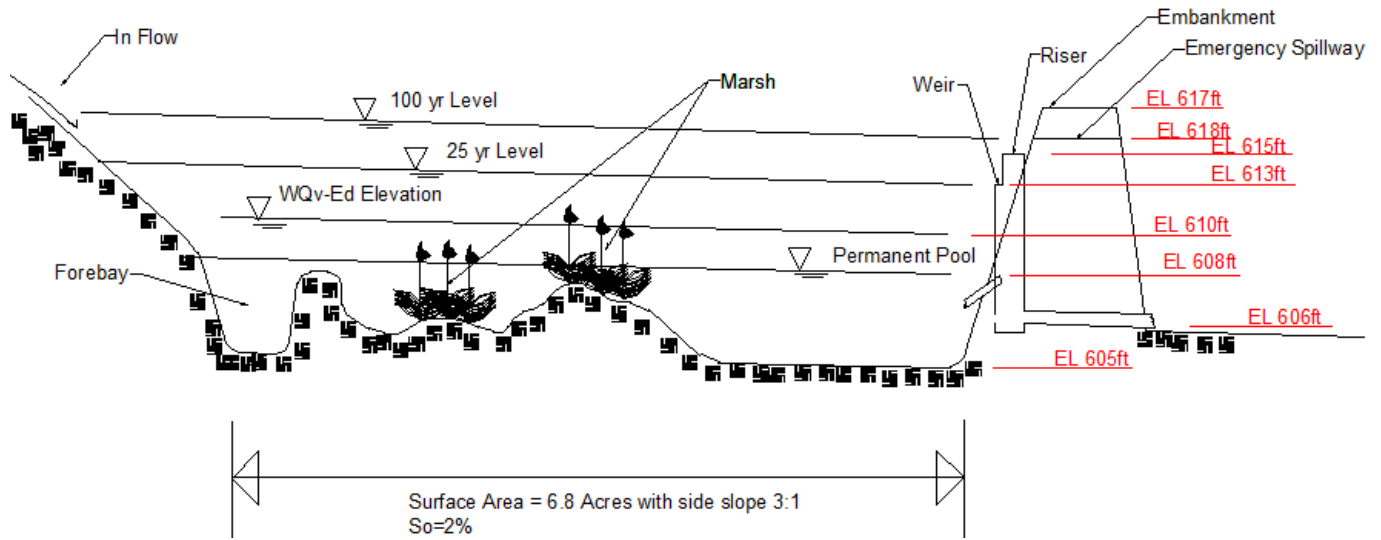 In Flow
Embankment
Emergency Spillway
Riser
Marsh
Weir
100 yr Level
EL 617ft
EL 618ft
25 yr Level
EL 615ft
EL 613ft
WQv-Ed Elevation
EL 610ft
Permanent Pool
EL 608ft
Forebay
EL 606ft
EL 605ft
Surface Area = 6.8 Acres with side slope 3:1
So=2%